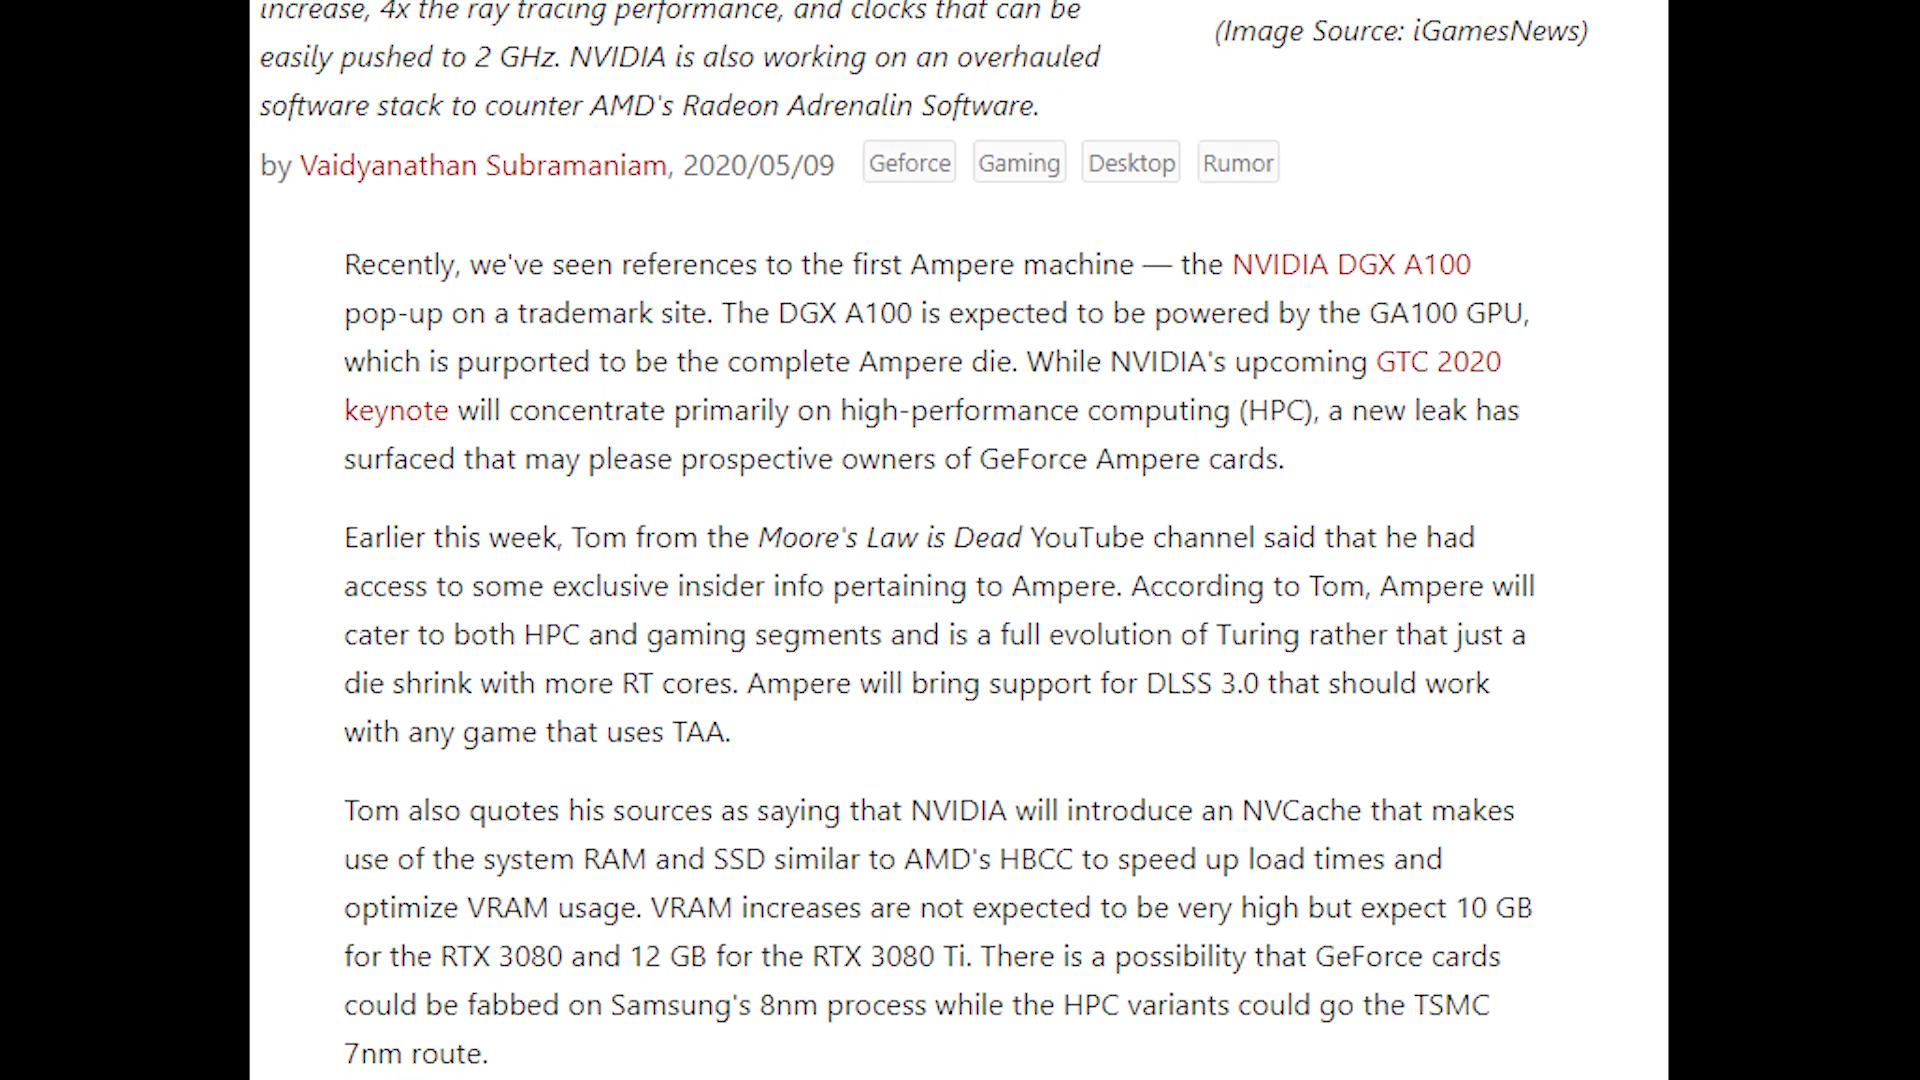 increase, 4x the ray tracing performance, and clocks that can be
easily pushed to 2 GHz. NVIDIA is also working on an overhauled
software stack to counter AMD's Radeon Adrenalin Software.
(Image Source: iGamesNews)
by Vaidyanathan Subramaniam, 2020/05/09 Geforce Gaming Desktop Rumor
Recently, we've seen references to the first Ampere machine — the NVIDIA DGX A100
pop-up on a trademark site. The DGX A100 is expected to be powered by the GA100 GPU,
which is purported to be the complete Ampere die. While NVIDIA's upcoming GTC 2020
keynote will concentrate primarily on high-performance computing (HPC), a new leak has
surfaced that may please prospective owners of GeForce Ampere cards.
Earlier this week, Tom from the Moore's Law is Dead YouTube channel said that he had
access to some exclusive insider info pertaining to Ampere. According to Tom, Ampere will
cater to both HPC and gaming segments and is a full evolution of Turing rather that just a
die shrink with more RT cores. Ampere will bring support for DLSS 3.0 that should work
with any game that uses TAA.
Tom also quotes his sources as saying that NVIDIA will introduce an NVCache that makes
use of the system RAM and SSD similar to AMD's HBCC to speed up load times and
optimize VRAM usage. VRAM increases are not expected to be very high but expect 10 GB
for the RTX 3080 and 12 GB for the RTX 3080 Ti. There is a possibility that GeForce cards
could be fabbed on Samsung's 8nm process while the HPC variants could go the TSMC
7nm route.